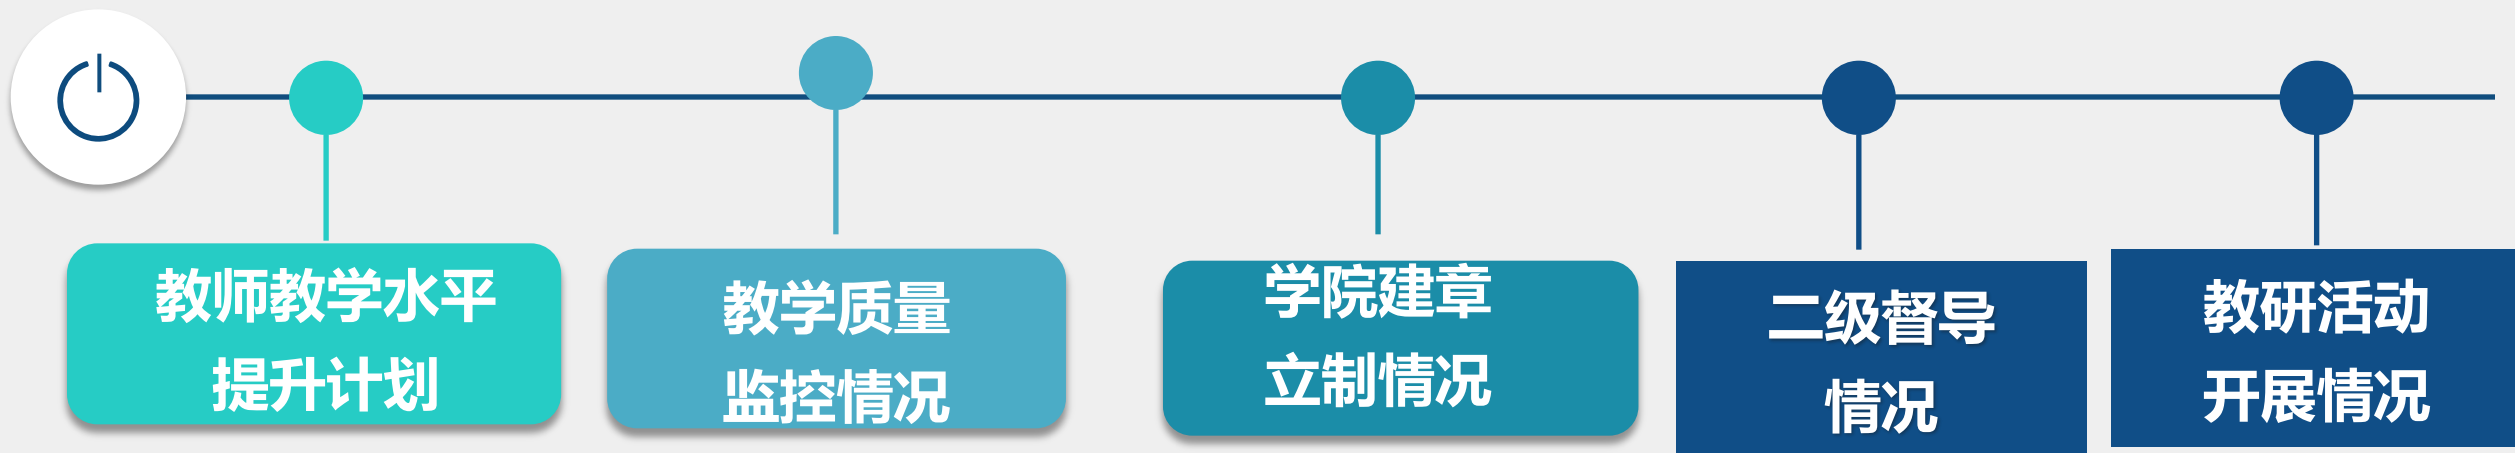 教师教学水平
提升计划
教学质量
监控情况
学院建章
立制情况
二级督导
情况
教研活动
开展情况